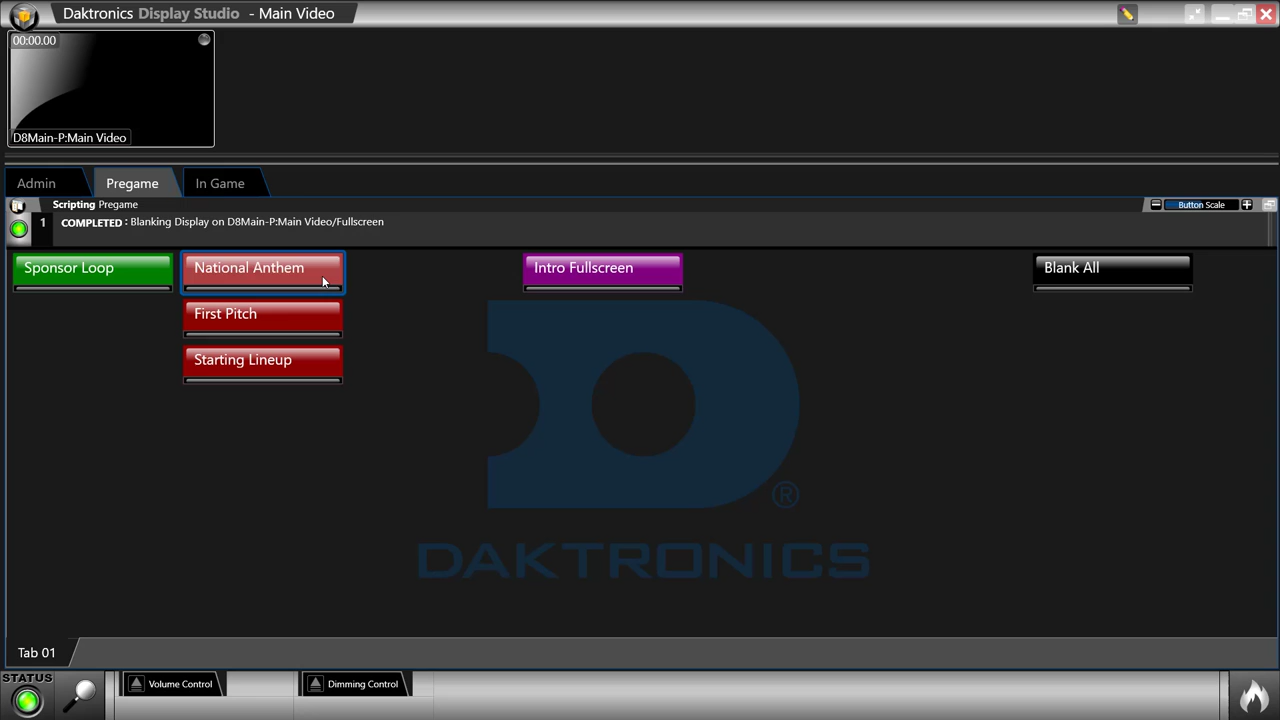 Daktronics Display Studio - Main Video
00:00.00
D8Main-P:Main Video
Admin
Pregame
In Game
Scripting Pregame
Button Scale
1 COMPLETED : Blanking Display on D8Main-P:Main Video/Fullscreen
Sponsor Loop
National Anthem
Intro Fullscreen
Blank All
First Pitch
Starting Lineup
®
DAKTRONICS
Tab 01
STATUS
Volume Control
Dimming Control